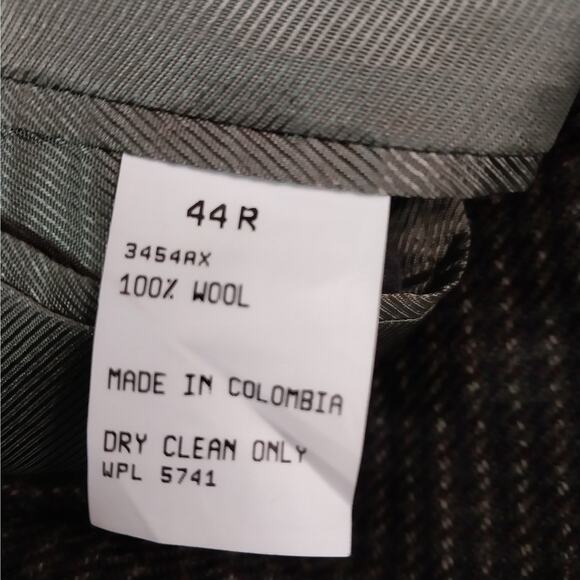 44 R
3454AX
100% WOOL
MADE IN COLOMBIA
DRY CLEAN ONLY
WPL 5741